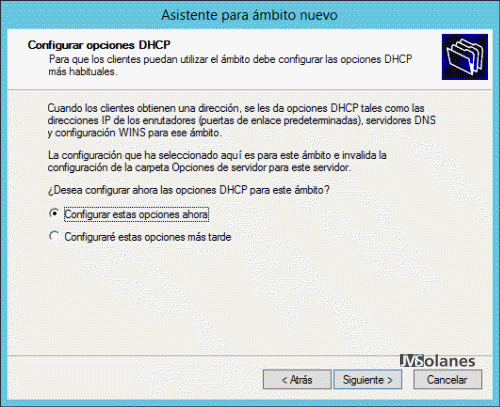 Asistente para ámbito nuevo
Configurar opciones DHCP
Para que los clientes puedan utilizar el ámbito debe configurar las opciones DHCP
más habituales.
Cuando los clientes obtienen una dirección, se les da opciones DHCP tales como las
direcciones IP de los enrutadores (puertas de enlace predeterminadas), servidores DNS
y configuración WINS para ese ámbito.
La configuración que ha seleccionado aquí es para este ámbito e invalida la
configuración de la carpeta Opciones de servidor para este servidor.
¿Desea configurar ahora las opciones DHCP para este ámbito?
Configurar estas opciones ahora
Configuraré estas opciones más tarde
JMSolanes
< Atrás
Siguiente >
Cancelar